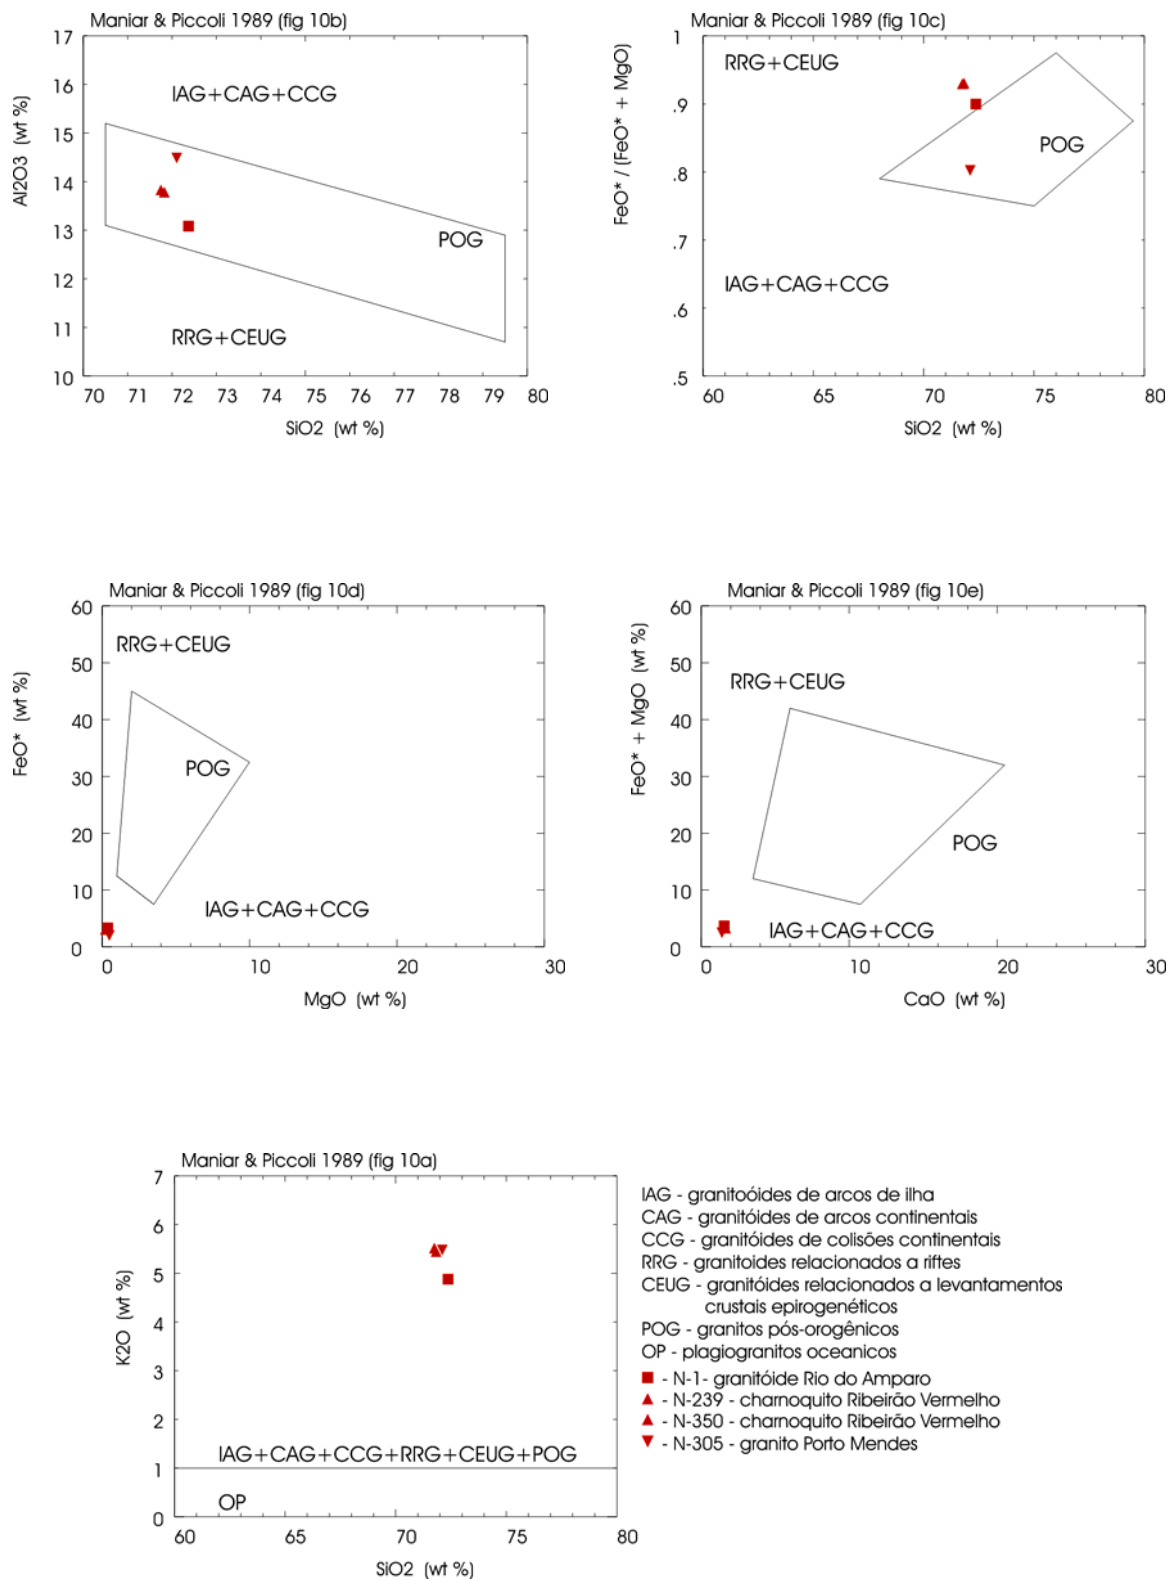 Maniar & Piccoli 1989 (fig 10b)
17
16
15
14
13
12
11
10
Al2O3 (wt %)
IAG+CAG+CCG
POG
RRG+CEUG
70 71 72 73 74 75 76 77 78 79 80
SiO2 (wt %)
Maniar & Piccoli 1989 (fig 10c)
1
.9
.8
.7
.6
.5
FeO* / (FeO* + MgO)
RRG+CEUG
POG
IAG+CAG+CCG
60 65 70 75 80
SiO2 (wt %)
Maniar & Piccoli 1989 (fig 10d)
60
50
40
30
20
10
0
FeO* (wt %)
RRG+CEUG
POG
IAG+CAG+CCG
0 10 20 30
MgO (wt %)
Maniar & Piccoli 1989 (fig 10e)
60
50
40
30
20
10
0
FeO* + MgO (wt %)
RRG+CEUG
POG
IAG+CAG+CCG
0 10 20 30
CaO (wt %)
Maniar & Piccoli 1989 (fig 10a)
7
6
5
4
3
2
1
0
K2O (wt %)
IAG+CAG+CCG+RRG+CEUG+POG
OP
60 65 70 75 80
SiO2 (wt %)
IAG - granitoóides de arcos de ilha
CAG - granitóides de arcos continentais
CCG - granitóides de colisões continentais
RRG - granitoides relacionados a riftes
CEUG - granitóides relacionados a levantamentos
crustais epirogenéticos
POG - granitos pós-orogênicos
OP - plagiogranitos oceanicos
- N-1- granitóide Rio do Amparo
- N-239 - charnoquito Ribeirão Vermelho
- N-350 - charnoquito Ribeirão Vermelho
- N-305 - granito Porto Mendes